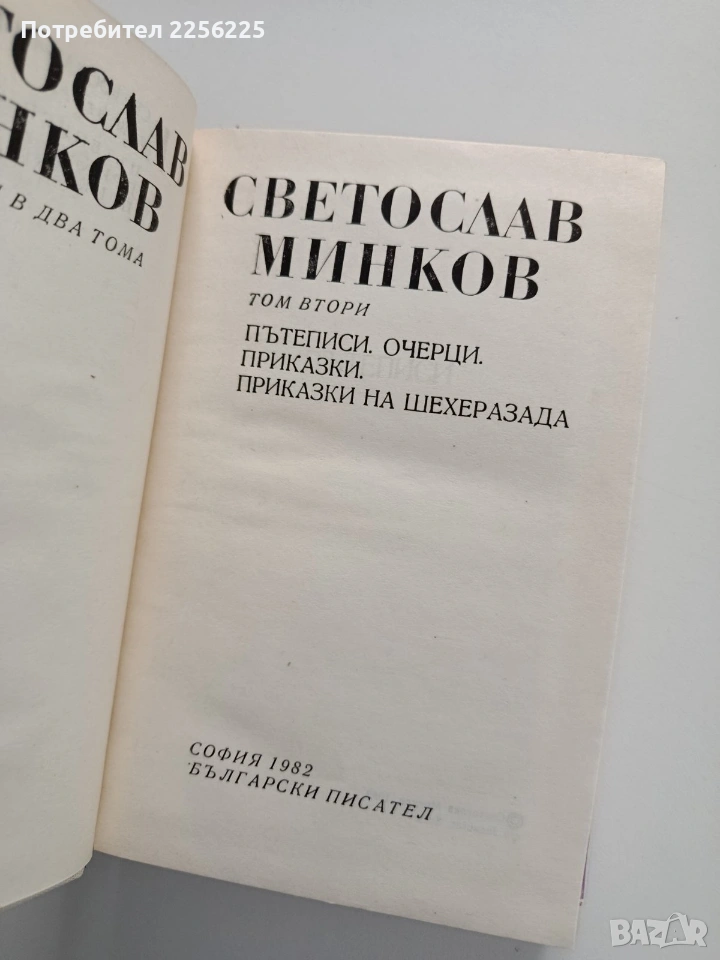 Потребител 2256225
ТОСЛАВ
НКОВ
В ДВА ТОМА
СВЕТОСЛАВ
МИНКОВ
ТОМ ВТОРИ
ПЪТЕПИСИ. ОЧЕРЦИ.
ПРИКАЗКИ.
ПРИКАЗКИ НА ШЕХЕРАЗАДА
СОФИЯ 1982
БЪЛГАРСКИ ПИСАТЕЛ
BAZAR